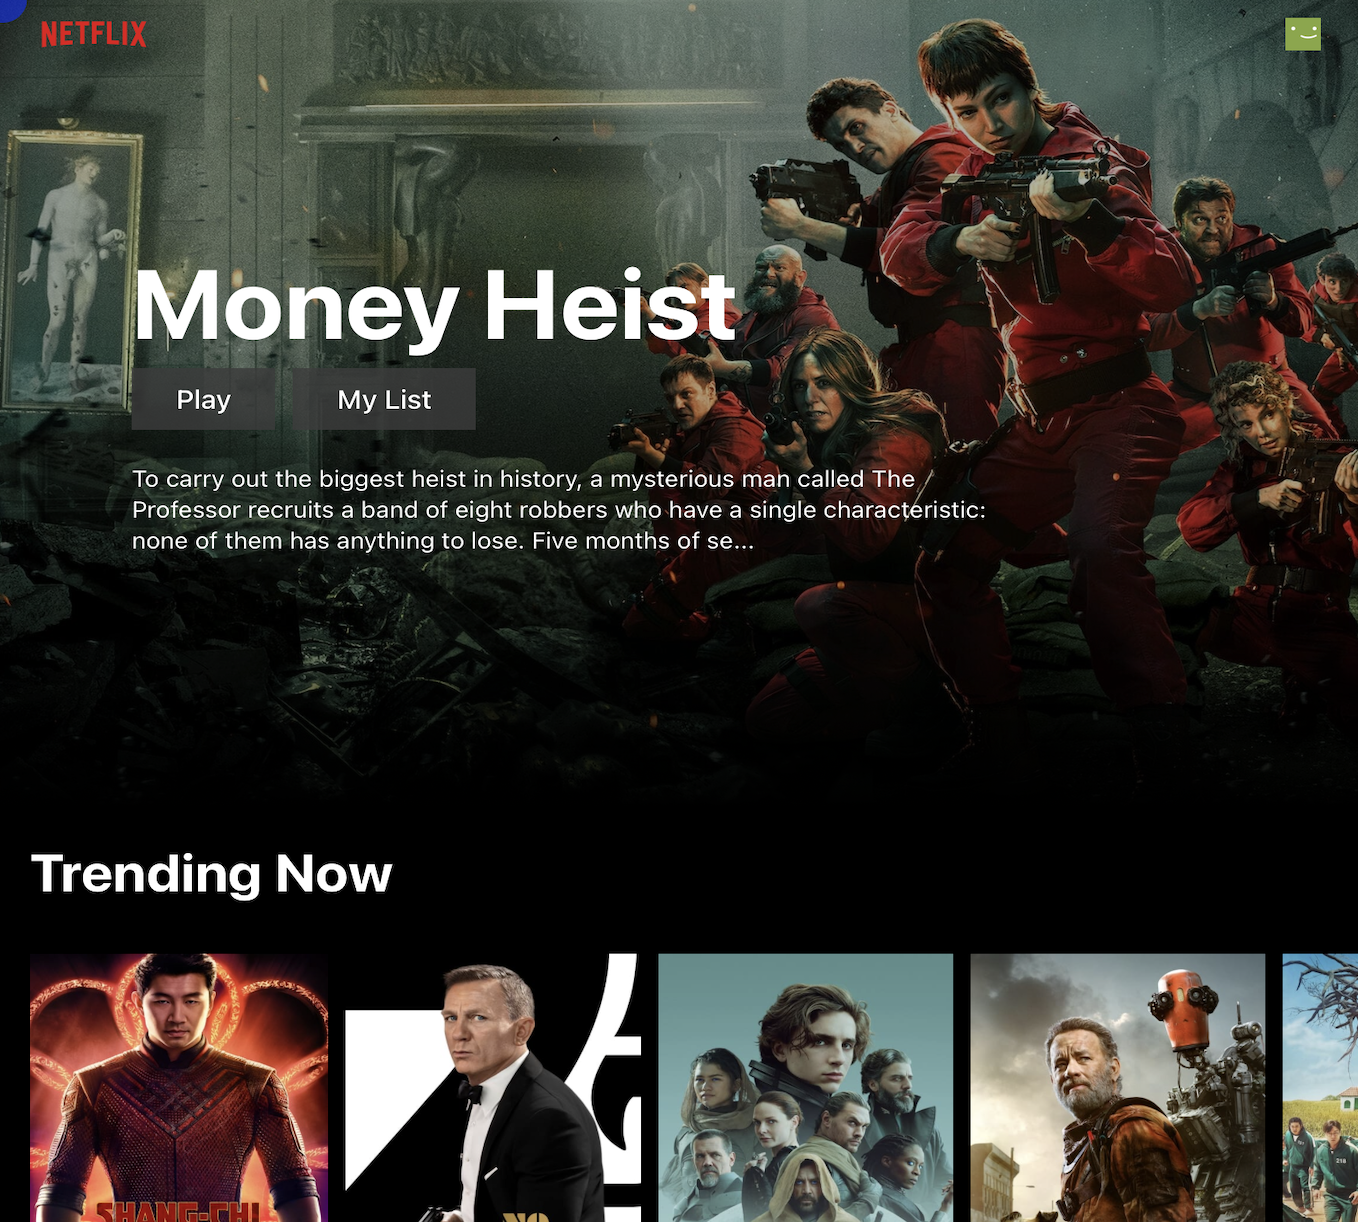 NETFLIX
Money Heist
Play
My List
To carry out the biggest heist in history, a mysterious man called The
Professor recruits a band of eight robbers who have a single characteristic:
none of them has anything to lose. Five months of se...
Trending Now
SHANG-CHI
NO
218